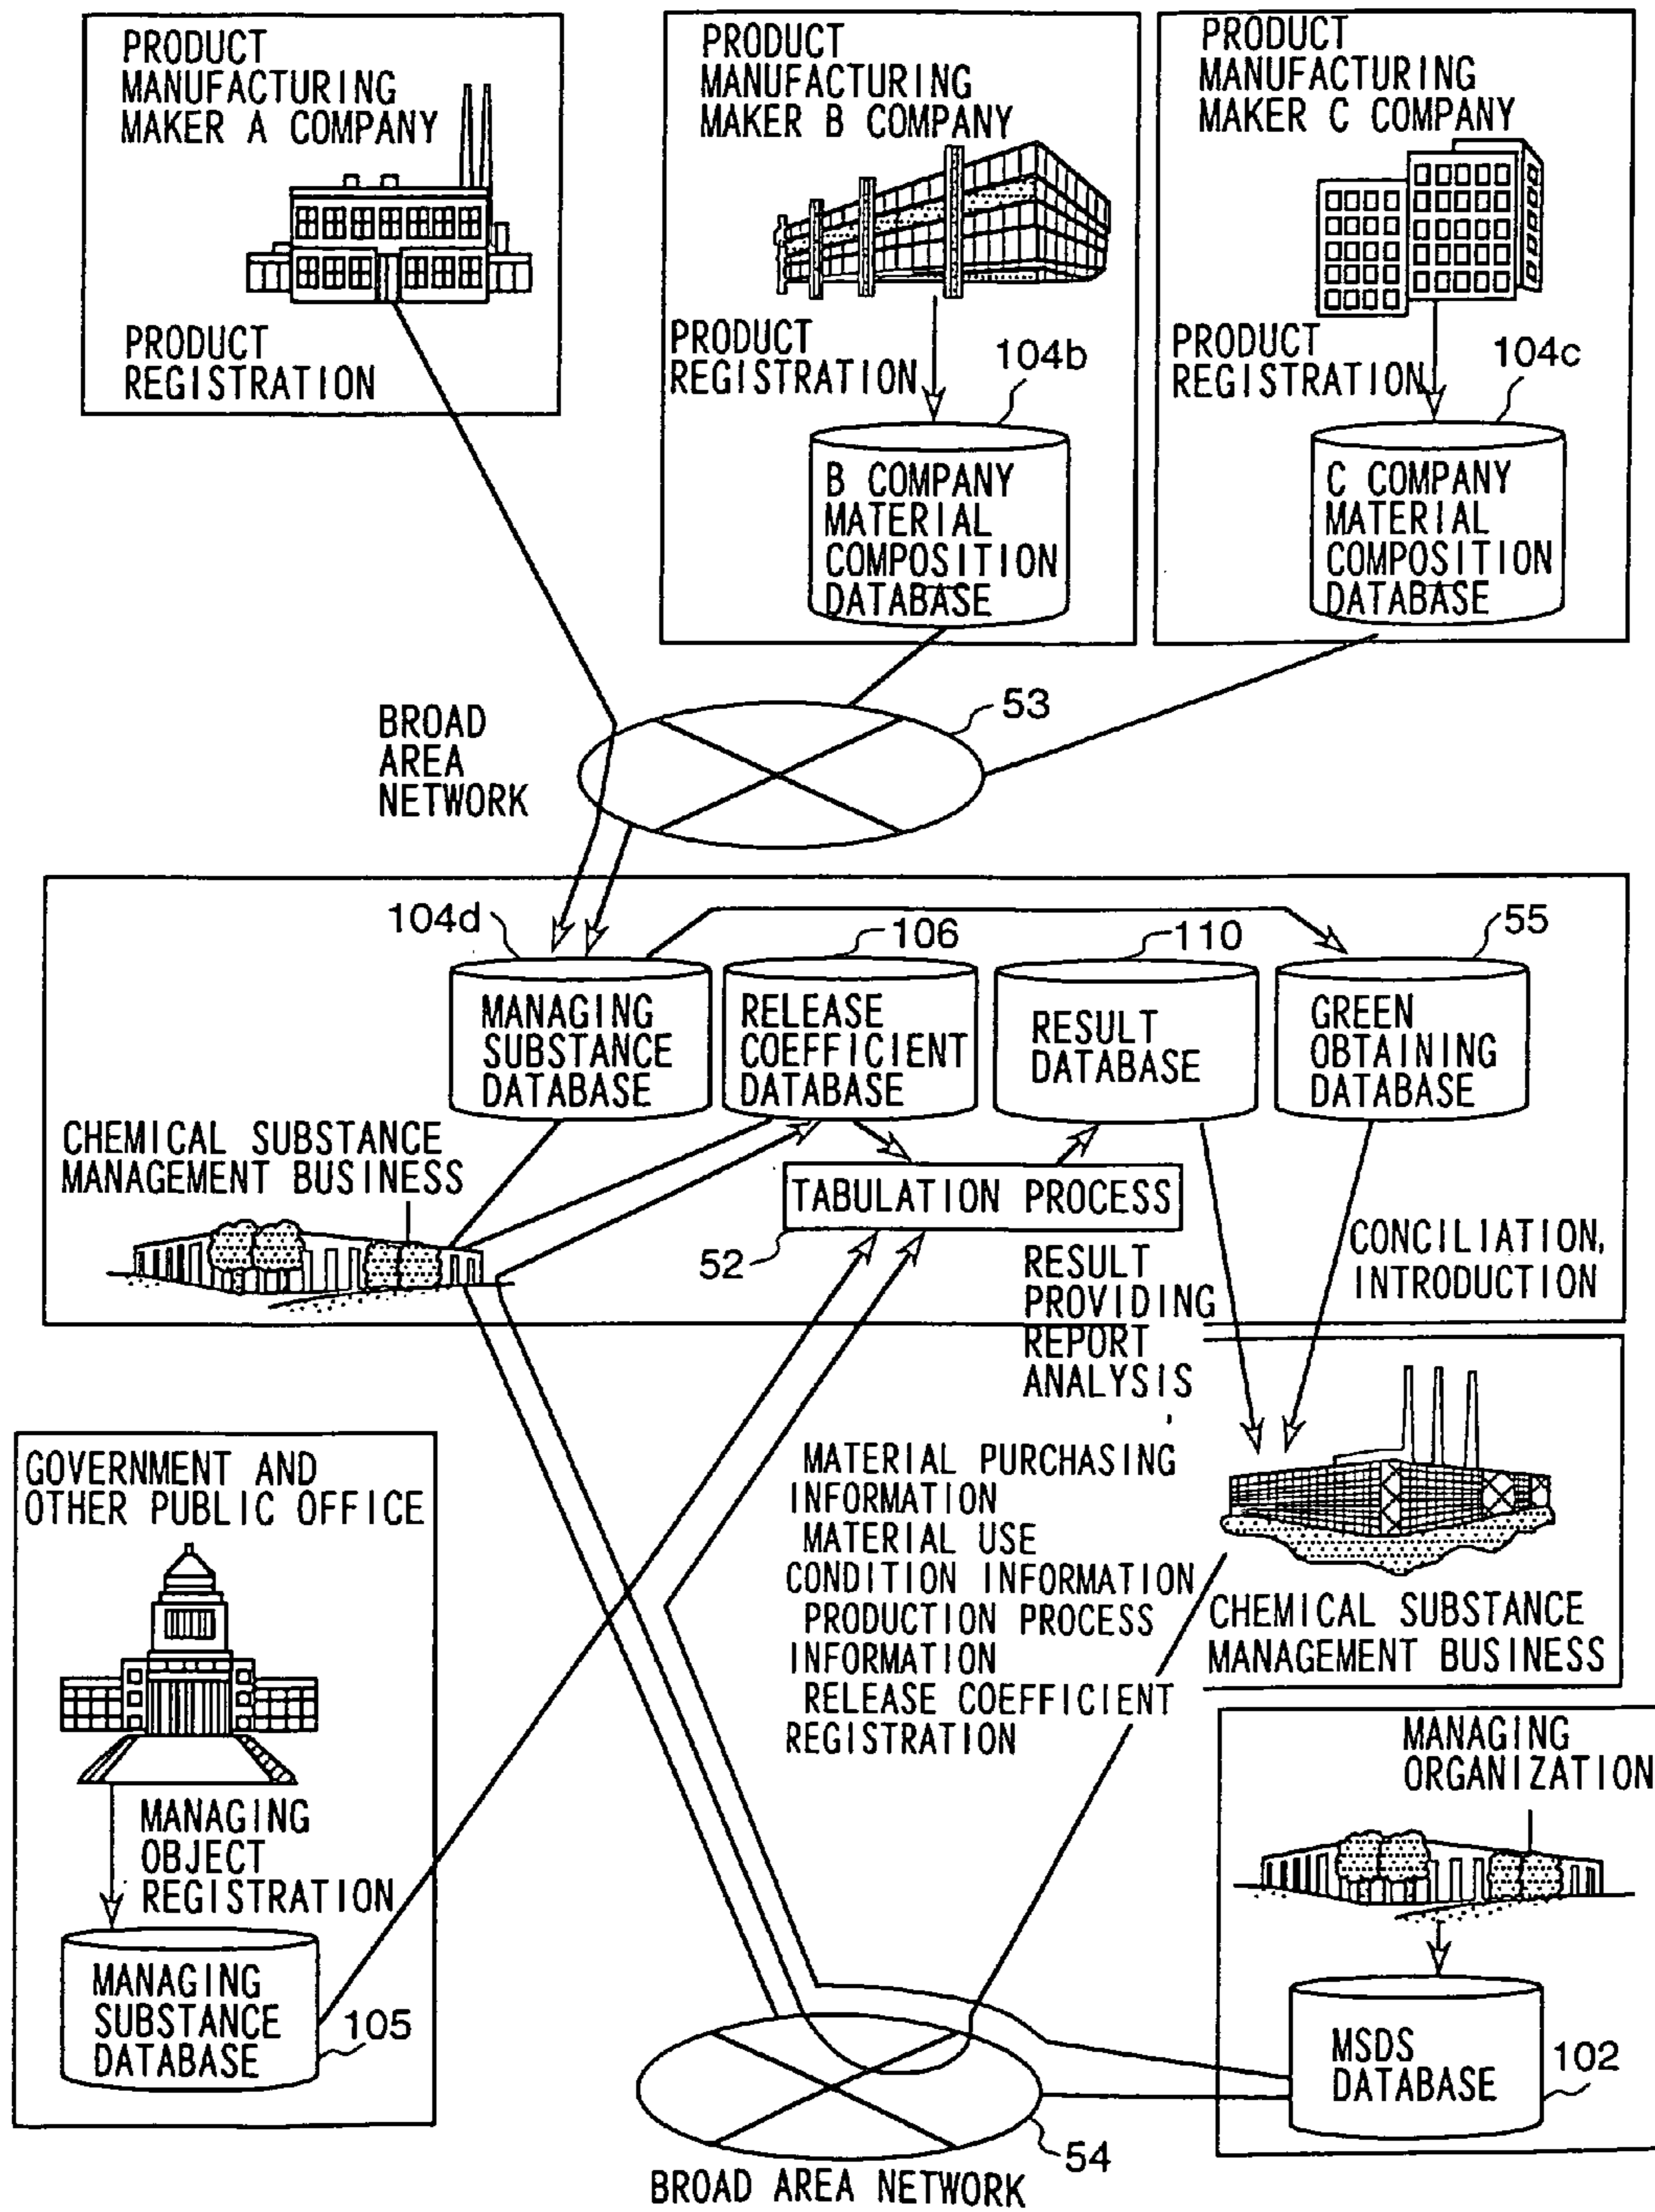 PRODUCT
MANUFACTURING
MAKER A COMPANY
PRODUCT
REGISTRATION
PRODUCT
MANUFACTURING
MAKER B COMPANY
PRODUCT
REGISTRATION
104b
B COMPANY
MATERIAL
COMPOSITION
DATABASE
PRODUCT
MANUFACTURING
MAKER C COMPANY
PRODUCT
REGISTRATION
104c
C COMPANY
MATERIAL
COMPOSITION
DATABASE
BROAD
AREA
NETWORK
53
104d
MANAGING
SUBSTANCE
DATABASE
106
RELEASE
COEFFICIENT
DATABASE
110
RESULT
DATABASE
55
GREEN
OBTAINING
DATABASE
CHEMICAL SUBSTANCE
MANAGEMENT BUSINESS
TABULATION PROCESS
52
RESULT
PROVIDING
REPORT
ANALYSIS
CONCILIATION,
INTRODUCTION
GOVERNMENT AND
OTHER PUBLIC OFFICE
MANAGING
OBJECT
REGISTRATION
MANAGING
SUBSTANCE
DATABASE
105
MATERIAL PURCHASING
INFORMATION
MATERIAL USE
CONDITION INFORMATION
PRODUCTION PROCESS
INFORMATION
RELEASE COEFFICIENT
REGISTRATION
CHEMICAL SUBSTANCE
MANAGEMENT BUSINESS
MANAGING
ORGANIZATION
MSDS
DATABASE
102
54
BROAD AREA NETWORK